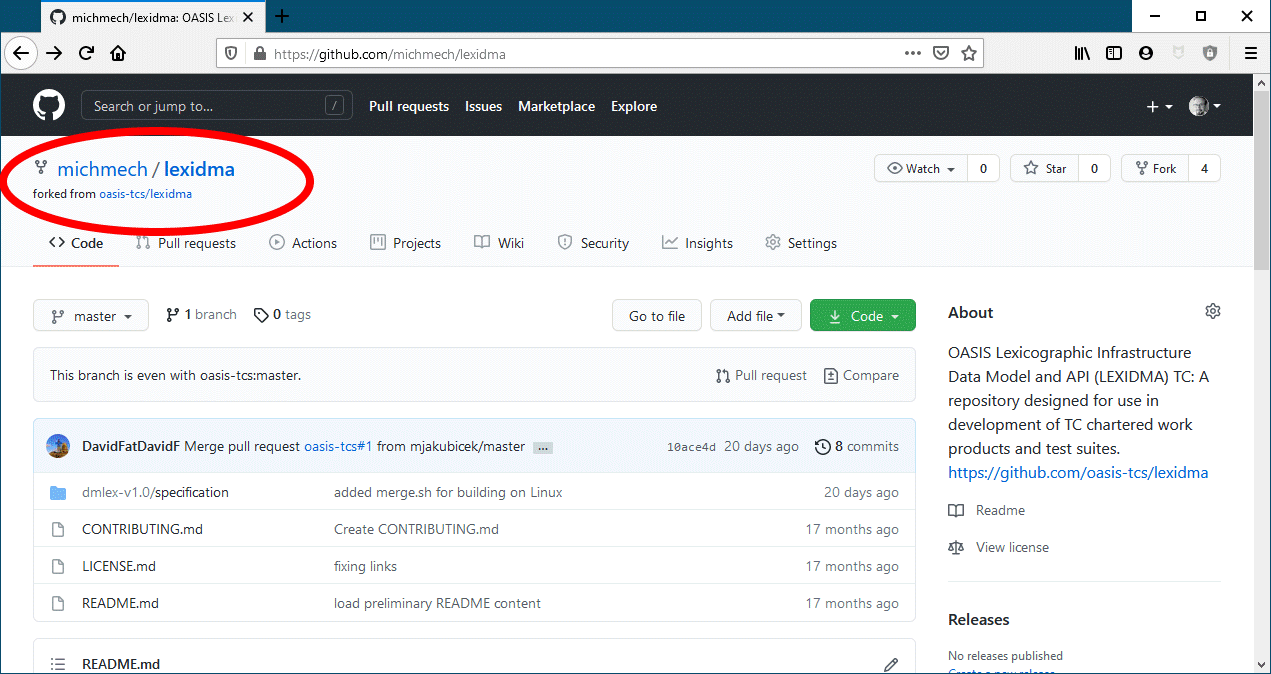 michmech/lexidma: OASIS Lex
https://github.com/michmech/lexidma
Search or jump to… / Pull requests Issues Marketplace Explore
michmech / lexidma
forked from oasis-tcs/lexidma
Watch 0 Star 0 Fork 4
Code Pull requests Actions Projects Wiki Security Insights Settings
master 1 branch 0 tags Go to file Add file Code
This branch is even with oasis-tcs:master. Pull request Compare
DavidFatDavidF Merge pull request oasis-tcs#1 from mjakubicek/master … 10ace4d 20 days ago 8 commits
dmlex-v1.0/specification added merge.sh for building on Linux 20 days ago
CONTRIBUTING.md Create CONTRIBUTING.md 17 months ago
LICENSE.md fixing links 17 months ago
README.md load preliminary README content 17 months ago
README.md
About
OASIS Lexicographic Infrastructure
Data Model and API (LEXIDMA) TC: A
repository designed for use in
development of TC chartered work
products and test suites.
https://github.com/oasis-tcs/lexidma
Readme
View license
Releases
No releases published
Create a new release